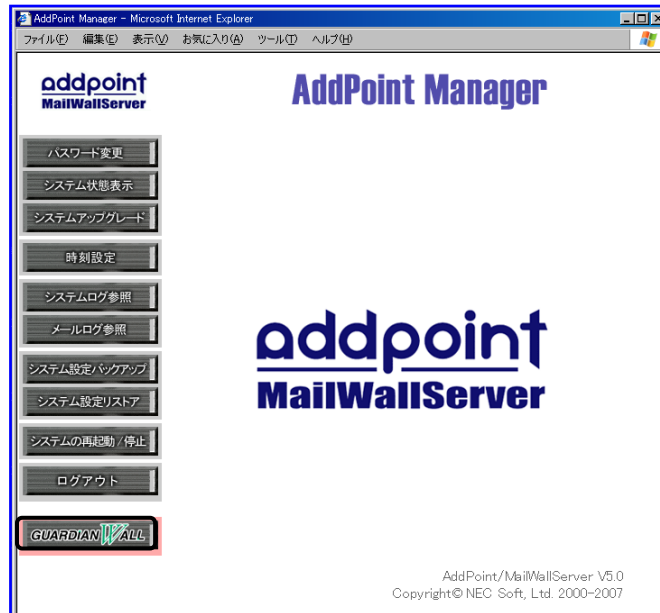 AddPoint Manager - Microsoft Internet Explorer
ファイル(F) 編集(E) 表示(V) お気に入り(A) ツール(T) ヘルプ(H)
addpoint
MailWallServer
AddPoint Manager
パスワード変更
システム状態表示
システムアップグレード
時刻設定
システムログ参照
メールログ参照
システム設定バックアップ
システム設定リストア
システムの再起動/停止
ログアウト
GUARDIAN WALL
addpoint
MailWallServer
AddPoint/MailWallServer V5.0
Copyright© NEC Soft, Ltd. 2000-2007